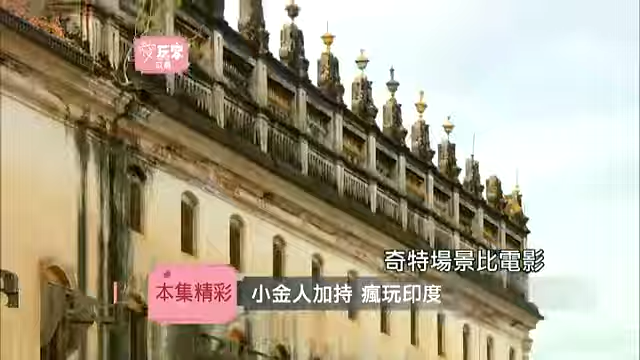 玩家
奇特場景比電影
本集精彩
小金人加持 瘋玩印度